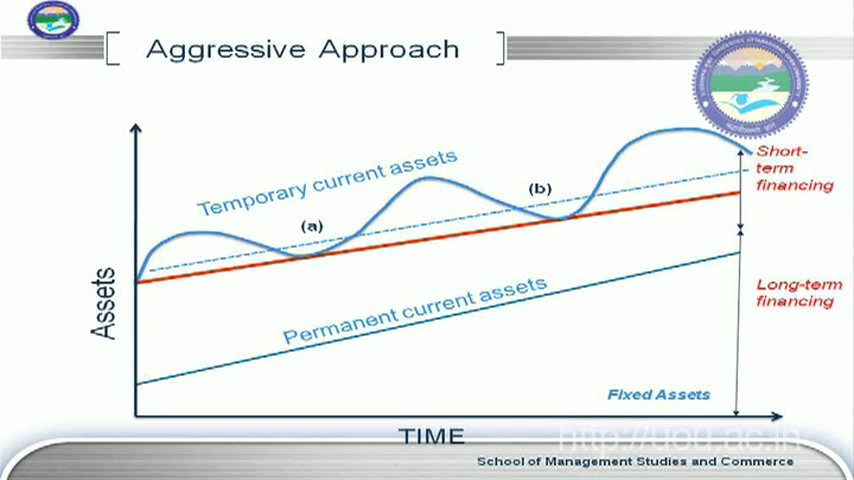 Aggressive Approach
Temporary current assets
(a)
(b)
Short-
term
financing
Assets
Permanent current assets
Long-term
financing
Fixed Assets
TIME
http://uou.ac.in
School of Management Studies and Commerce